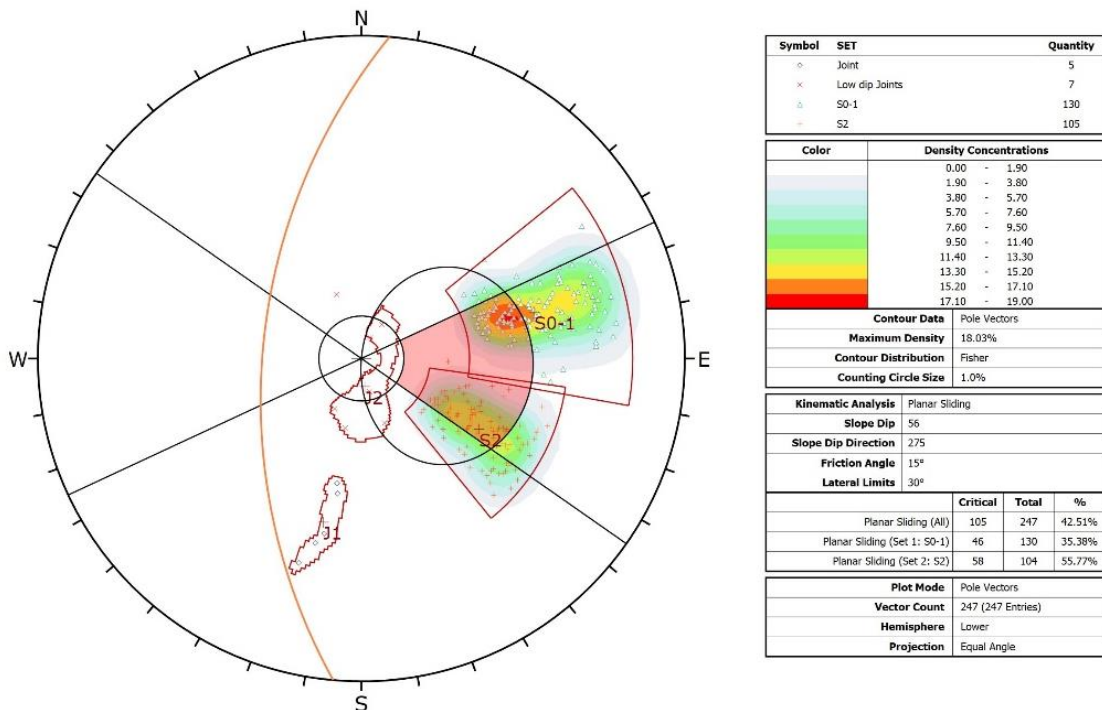 N
W
E
S
S0-1
S2
J2
J1
Symbol SET Quantity
Joint 5
Low dip Joints 7
S0-1 130
S2 105
Color Density Concentrations
0.00 - 1.90
1.90 - 3.80
3.80 - 5.70
5.70 - 7.60
7.60 - 9.50
9.50 - 11.40
11.40 - 13.30
13.30 - 15.20
15.20 - 17.10
17.10 - 19.00
Contour Data Pole Vectors
Maximum Density 18.03%
Contour Distribution Fisher
Counting Circle Size 1.0%
Kinematic Analysis Planar Sliding
Slope Dip 56
Slope Dip Direction 275
Friction Angle 15°
Lateral Limits 30°
Critical Total %
Planar Sliding (All) 105 247 42.51%
Planar Sliding (Set 1: S0-1) 46 130 35.38%
Planar Sliding (Set 2: S2) 58 104 55.77%
Plot Mode Pole Vectors
Vector Count 247 (247 Entries)
Hemisphere Lower
Projection Equal Angle